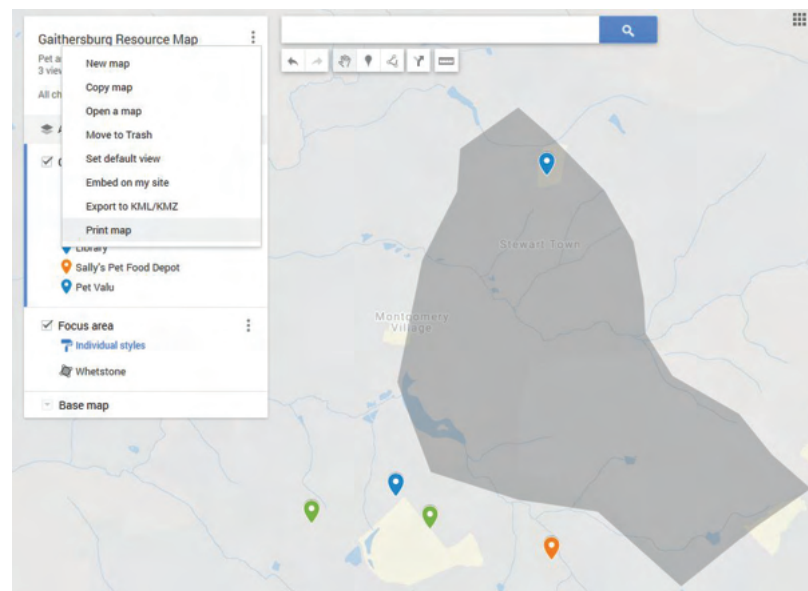 Gaithersburg Resource Map
Pet a
3 view
All ch
New map
Copy map
Open a map
Move to Trash
Set default view
Embed on my site
Export to KML/KMZ
Print map
Library
Sally's Pet Food Depot
Pet Valu
Focus area
Individual styles
Whetstone
Base map
Stewart Town
Montgomery
Village